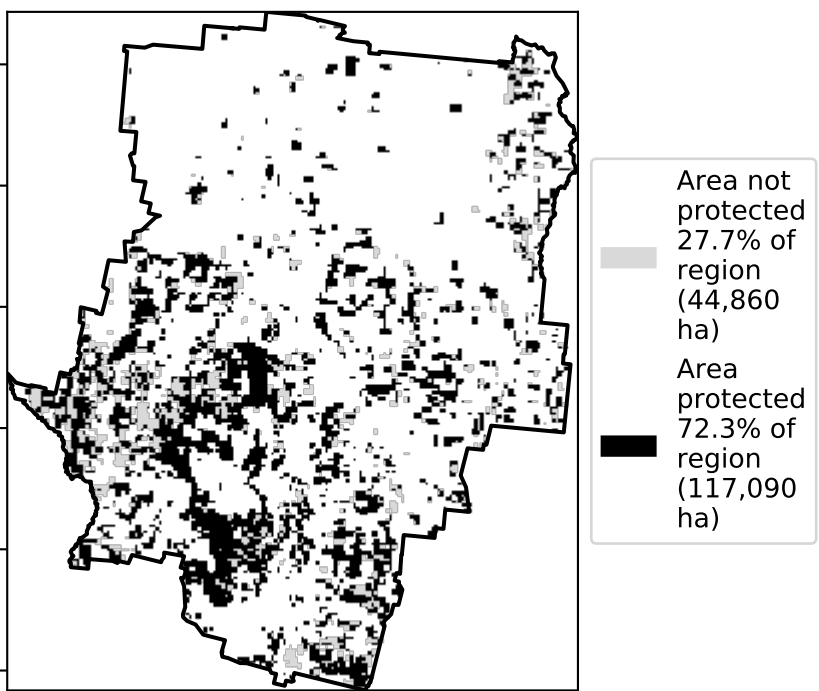 Area not
protected
27.7% of
region
(44,860
ha)
Area
protected
72.3% of
region
(117,090
ha)